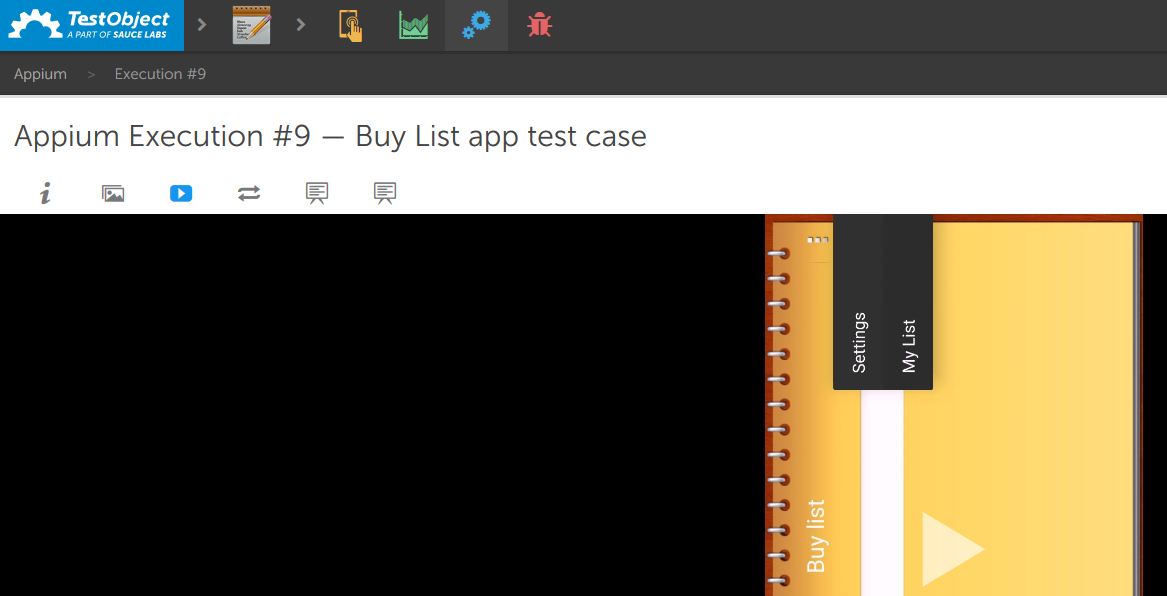 TestObject
A PART OF SAUCE LABS
Appium > Execution #9
Appium Execution #9 — Buy List app test case
Settings
My List
Buy list